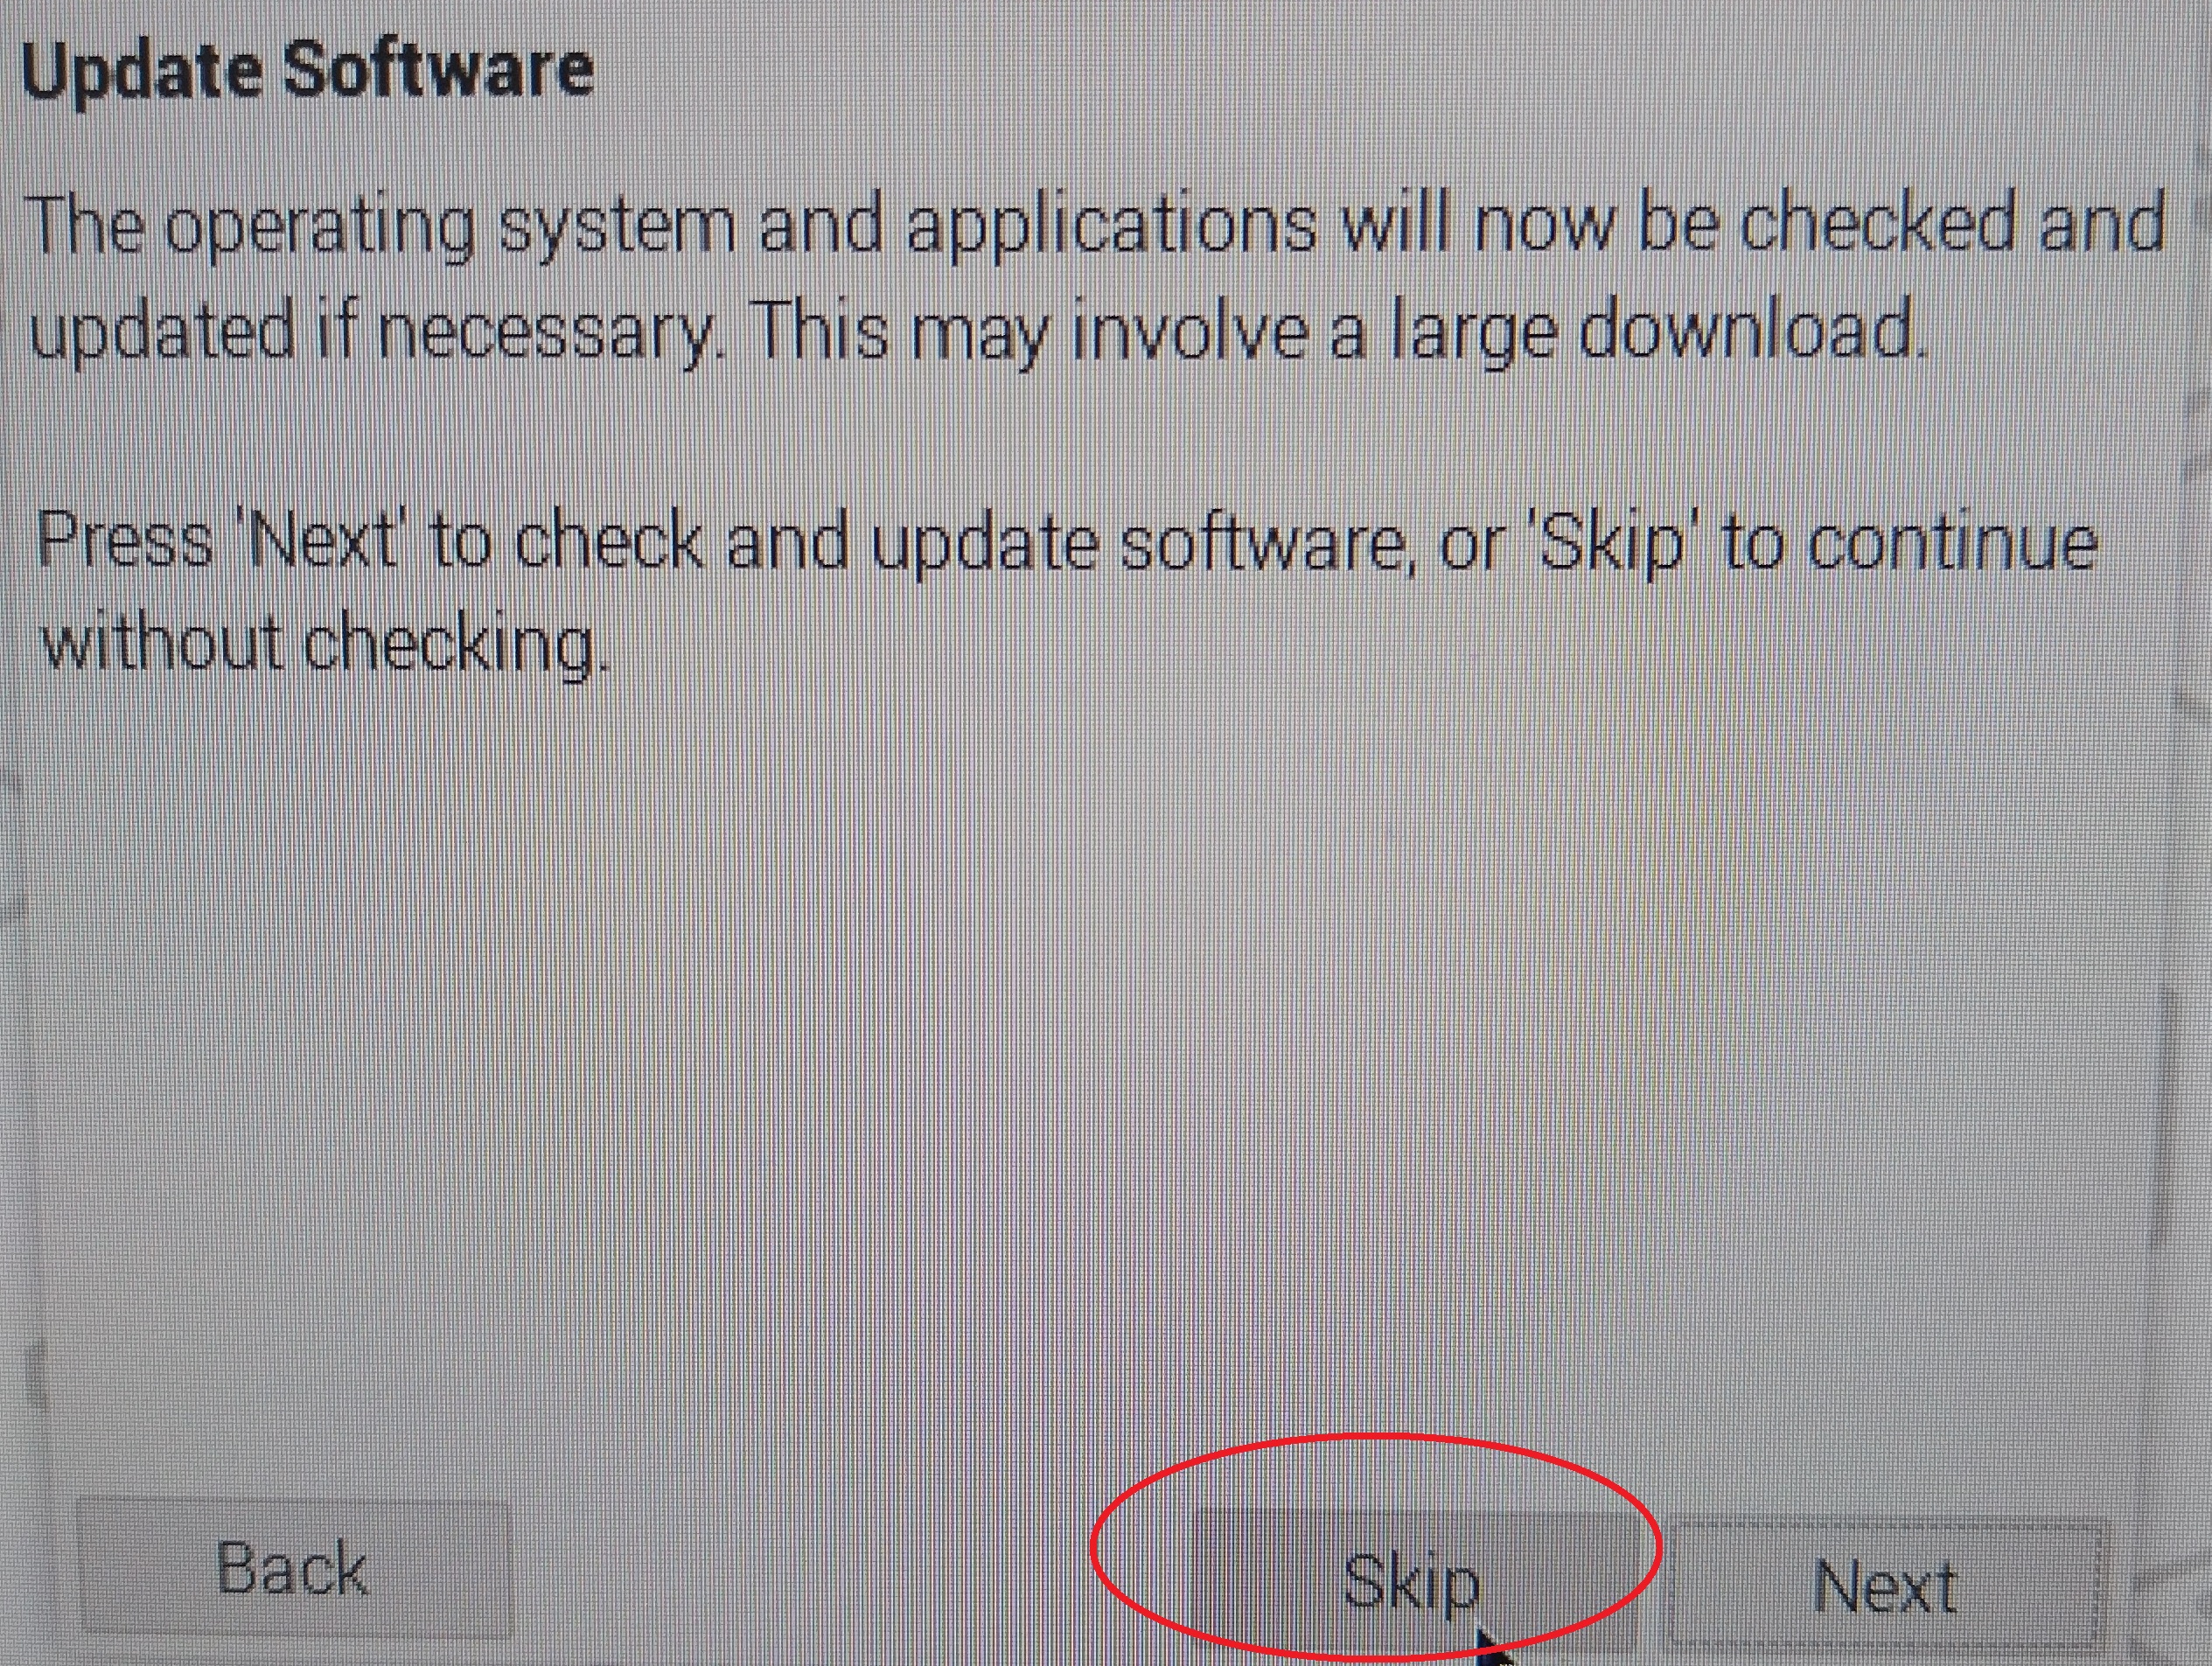 Update Software
The operating system and applications will now be checked and
updated if necessary. This may involve a large download.
Press 'Next' to check and update software, or 'Skip' to continue
without checking.
Back
Skip
Next